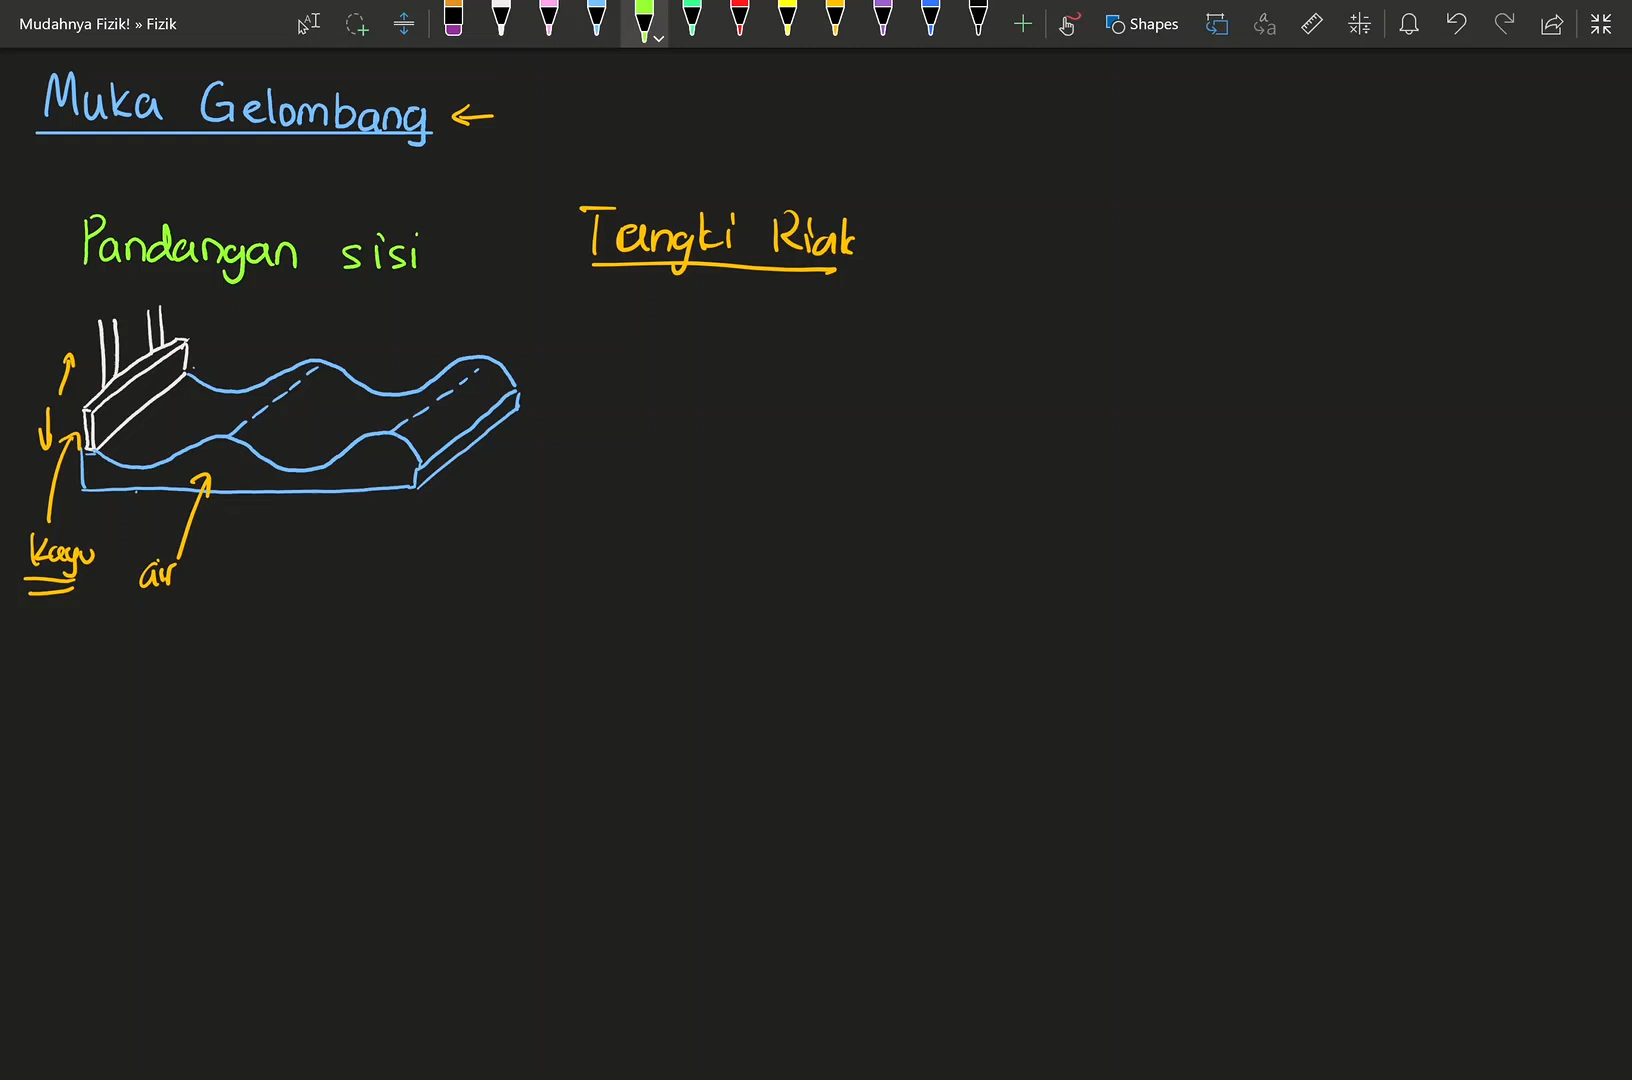 Mudahnya Fizik! » Fizik
Shapes
Muka Gelombang
Pandangan sisi
Tangki Riak
Kayu
air